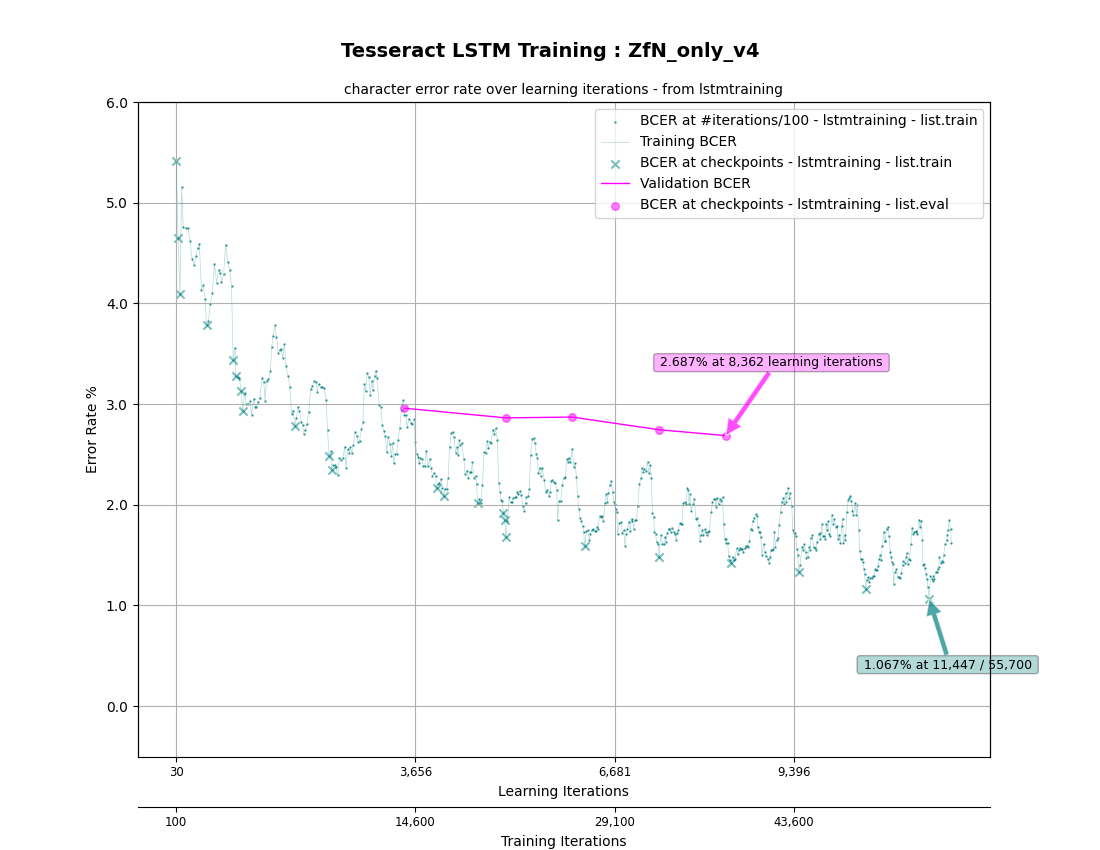 Tesseract LSTM Training : ZfN_only_v4
character error rate over learning iterations - from lstmtraining
BCER at #iterations/100 - lstmtraining - list.train
Training BCER
BCER at checkpoints - lstmtraining - list.train
Validation BCER
BCER at checkpoints - lstmtraining - list.eval
6.0
5.0
4.0
3.0
2.0
1.0
0.0
Error Rate %
2.687% at 8,362 learning iterations
1.067% at 11,447 / 55,700
30 3,656 6,681 9,396
Learning Iterations
100 14,600 29,100 43,600
Training Iterations